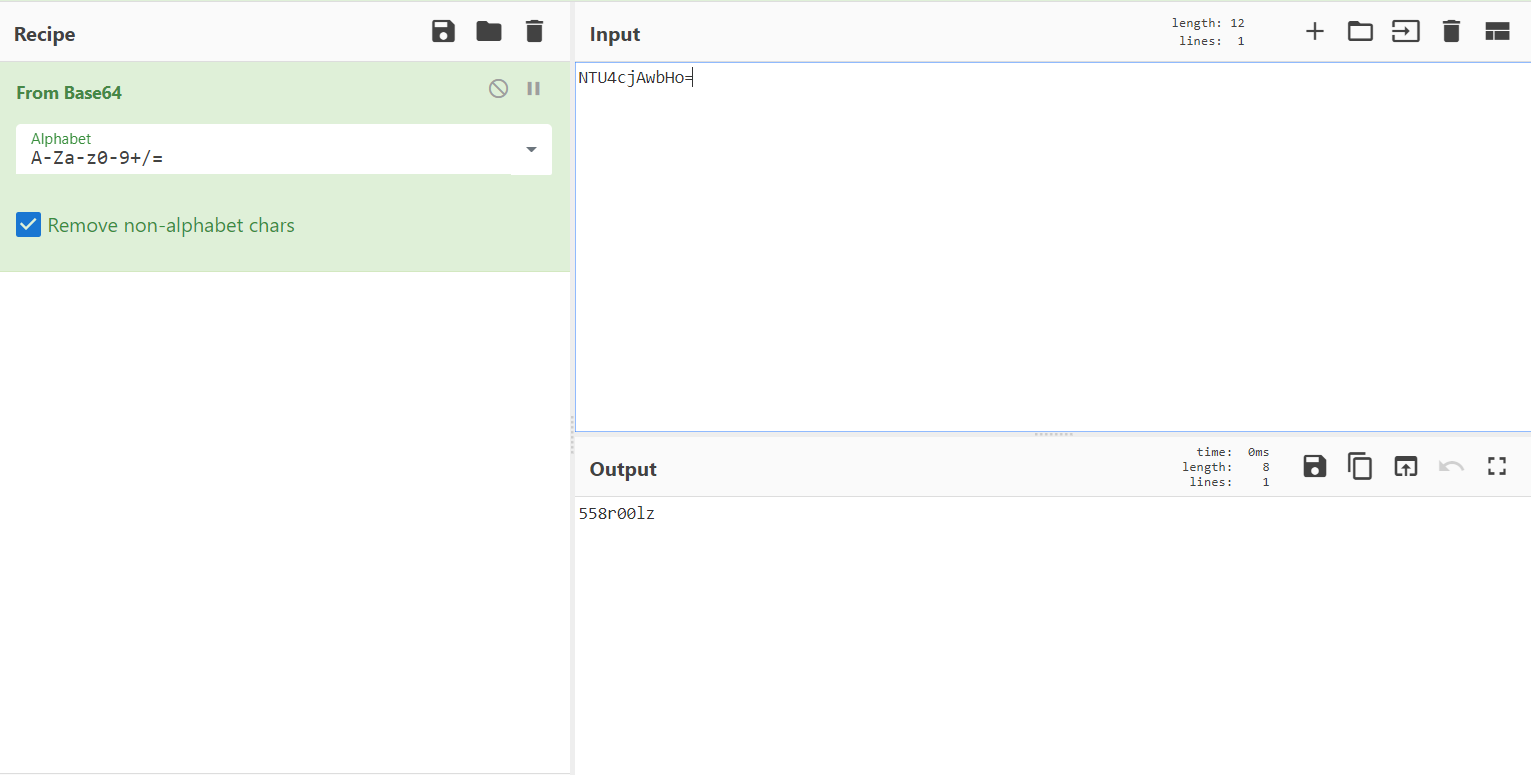 Recipe
From Base64
Alphabet
A-Za-z0-9+/=
Remove non-alphabet chars
Input
length: 12
lines: 1
NTU4cjAwbHo=
Output
time: 0ms
length: 8
lines: 1
558r00lz